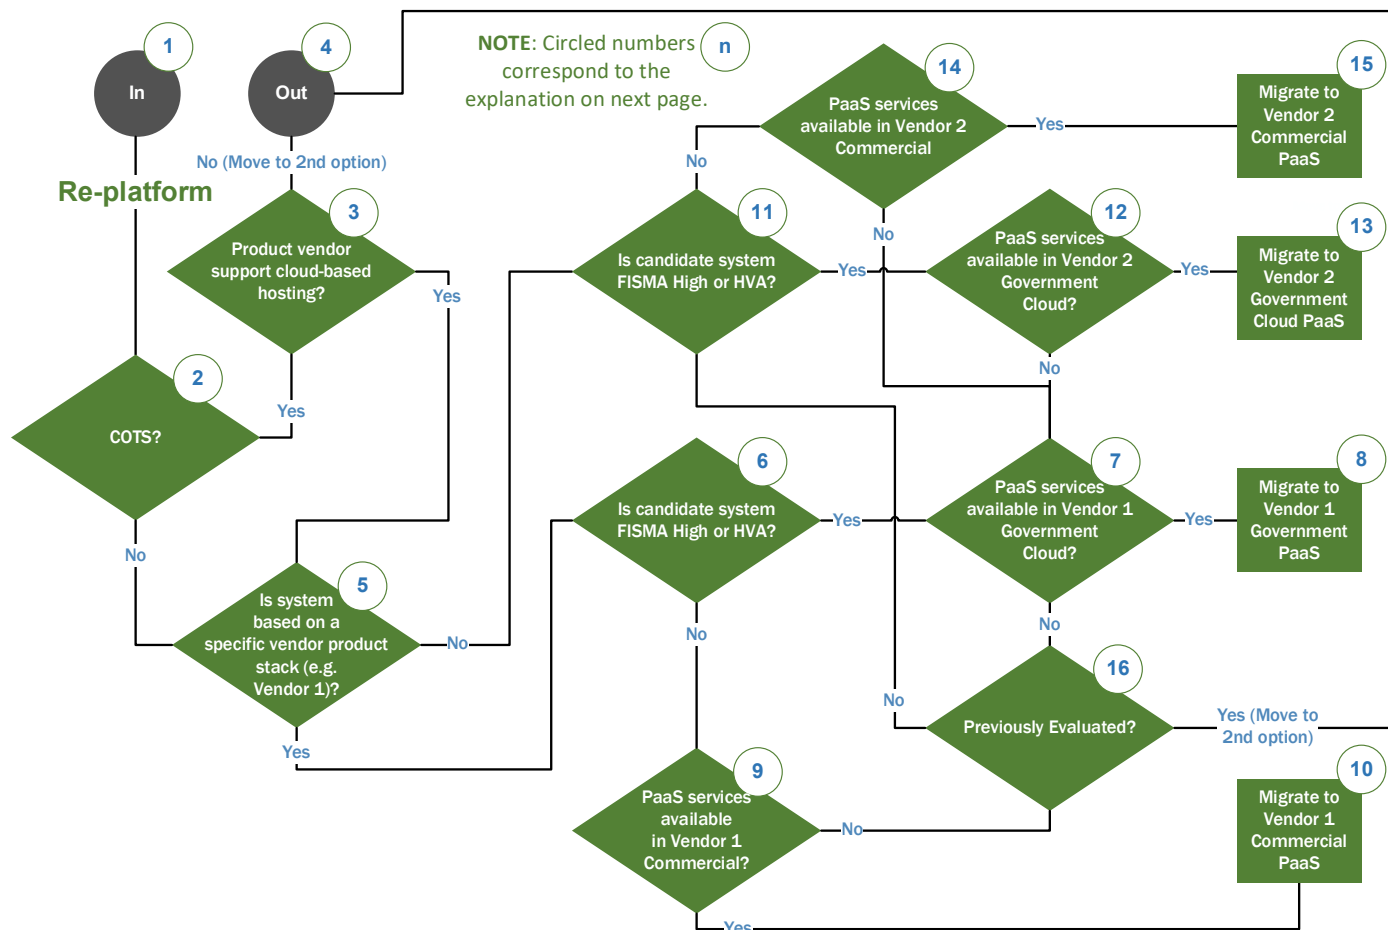 1
In
4
Out
NOTE: Circled numbers
correspond to the
explanation on next page.
n
14
PaaS services
available in Vendor 2
Commercial
Yes
15
Migrate to
Vendor 2
Commercial
PaaS
No (Move to 2nd option)
Re-platform
No
3
Product vendor
support cloud-based
hosting?
Yes
11
Is candidate system
FISMA High or HVA?
Yes
No
12
PaaS services
available in Vendor 2
Government
Cloud?
Yes
13
Migrate to
Vendor 2
Government
Cloud PaaS
No
2
COTS?
Yes
No
6
Is candidate system
FISMA High or HVA?
Yes
7
PaaS services
available in Vendor 1
Government
Cloud?
Yes
8
Migrate to
Vendor 1
Government
PaaS
5
Is system
based on a
specific vendor product
stack (e.g.
Vendor 1)?
No
Yes
No
No
No
16
Previously Evaluated?
Yes (Move to
2nd option)
9
PaaS services
available
in Vendor 1
Commercial?
No
Yes
10
Migrate to
Vendor 1
Commercial
PaaS